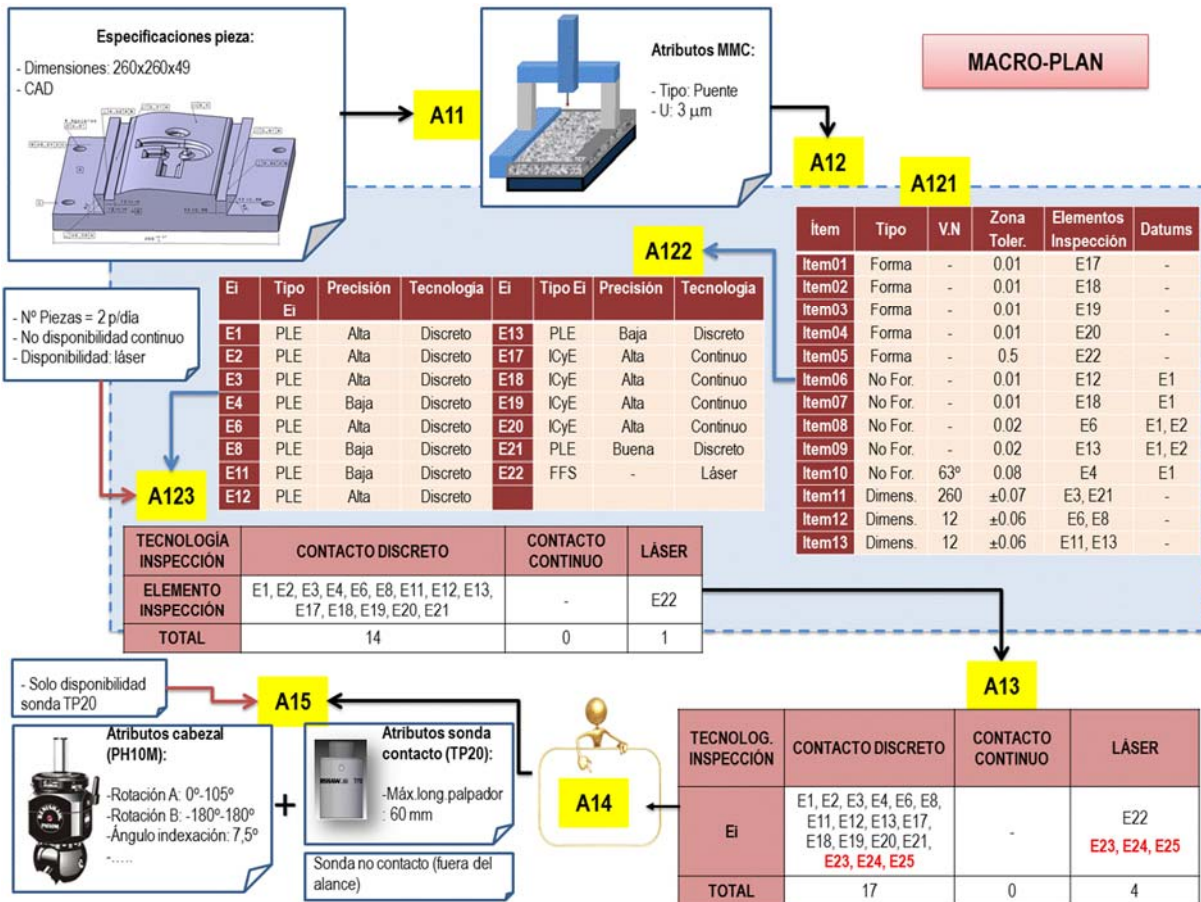 Especificaciones pieza:
- Dimensiones: 260x260x49
- CAD
A11
Atributos MMC:
- Tipo: Puente
- U: 3 µm
MACRO-PLAN
A12
A121
Ítem Tipo V.N Zona Toler. Elementos Inspección Datums
Item01 Forma - 0.01 E17 -
Item02 Forma - 0.01 E18 -
Item03 Forma - 0.01 E19 -
Item04 Forma - 0.01 E20 -
Item05 Forma - 0.5 E22 -
Item06 No For. - 0.01 E12 E1
Item07 No For. - 0.01 E18 E1
Item08 No For. - 0.02 E6 E1, E2
Item09 No For. - 0.02 E13 E1, E2
Item10 No For. 63º 0.08 E4 E1
Item11 Dimens. 260 ±0.07 E3, E21 -
Item12 Dimens. 12 ±0.06 E6, E8 -
Item13 Dimens. 12 ±0.06 E11, E13 -
A122
Ei Tipo Ei Precisión Tecnología Ei Tipo Ei Precisión Tecnología
E1 PLE Alta Discreto E13 PLE Baja Discreto
E2 PLE Alta Discreto E17 ICyE Alta Continuo
E3 PLE Alta Discreto E18 ICyE Alta Continuo
E4 PLE Baja Discreto E19 ICyE Alta Continuo
E6 PLE Alta Discreto E20 ICyE Alta Continuo
E8 PLE Baja Discreto E21 PLE Buena Discreto
E11 PLE Baja Discreto E22 FFS - Láser
E12 PLE Alta Discreto
- Nº Piezas = 2 p/día
- No disponibilidad continuo
- Disponibilidad: láser
A123
TECNOLOGÍA INSPECCIÓN CONTACTO DISCRETO CONTACTO CONTINUO LÁSER
ELEMENTO INSPECCIÓN E1, E2, E3, E4, E6, E8, E11, E12, E13, E17, E18, E19, E20, E21 - E22
TOTAL 14 0 1
A13
TECNOLOG. INSPECCIÓN CONTACTO DISCRETO CONTACTO CONTINUO LÁSER
Ei E1, E2, E3, E4, E6, E8, E11, E12, E13, E17, E18, E19, E20, E21, E23, E24, E25 - E22 E23, E24, E25
TOTAL 17 0 4
A14
- Solo disponibilidad
sonda TP20
A15
Atributos cabezal
(PH10M):
-Rotación A: 0º-105º
-Rotación B: -180º-180º
-Ángulo indexación: 7,5º
-.....
+
Atributos sonda
contacto (TP20):
-Máx.long.palpador
: 60 mm
Sonda no contacto (fuera del
alance)